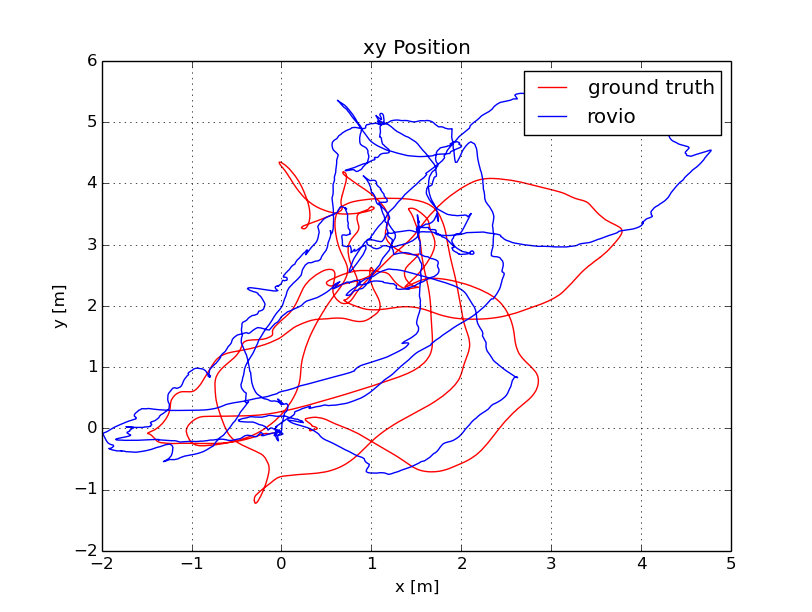 xy Position
ground truth
rovio
6
5
4
3
2
1
0
−1
−2
y [m]
−2 −1 0 1 2 3 4 5
x [m]